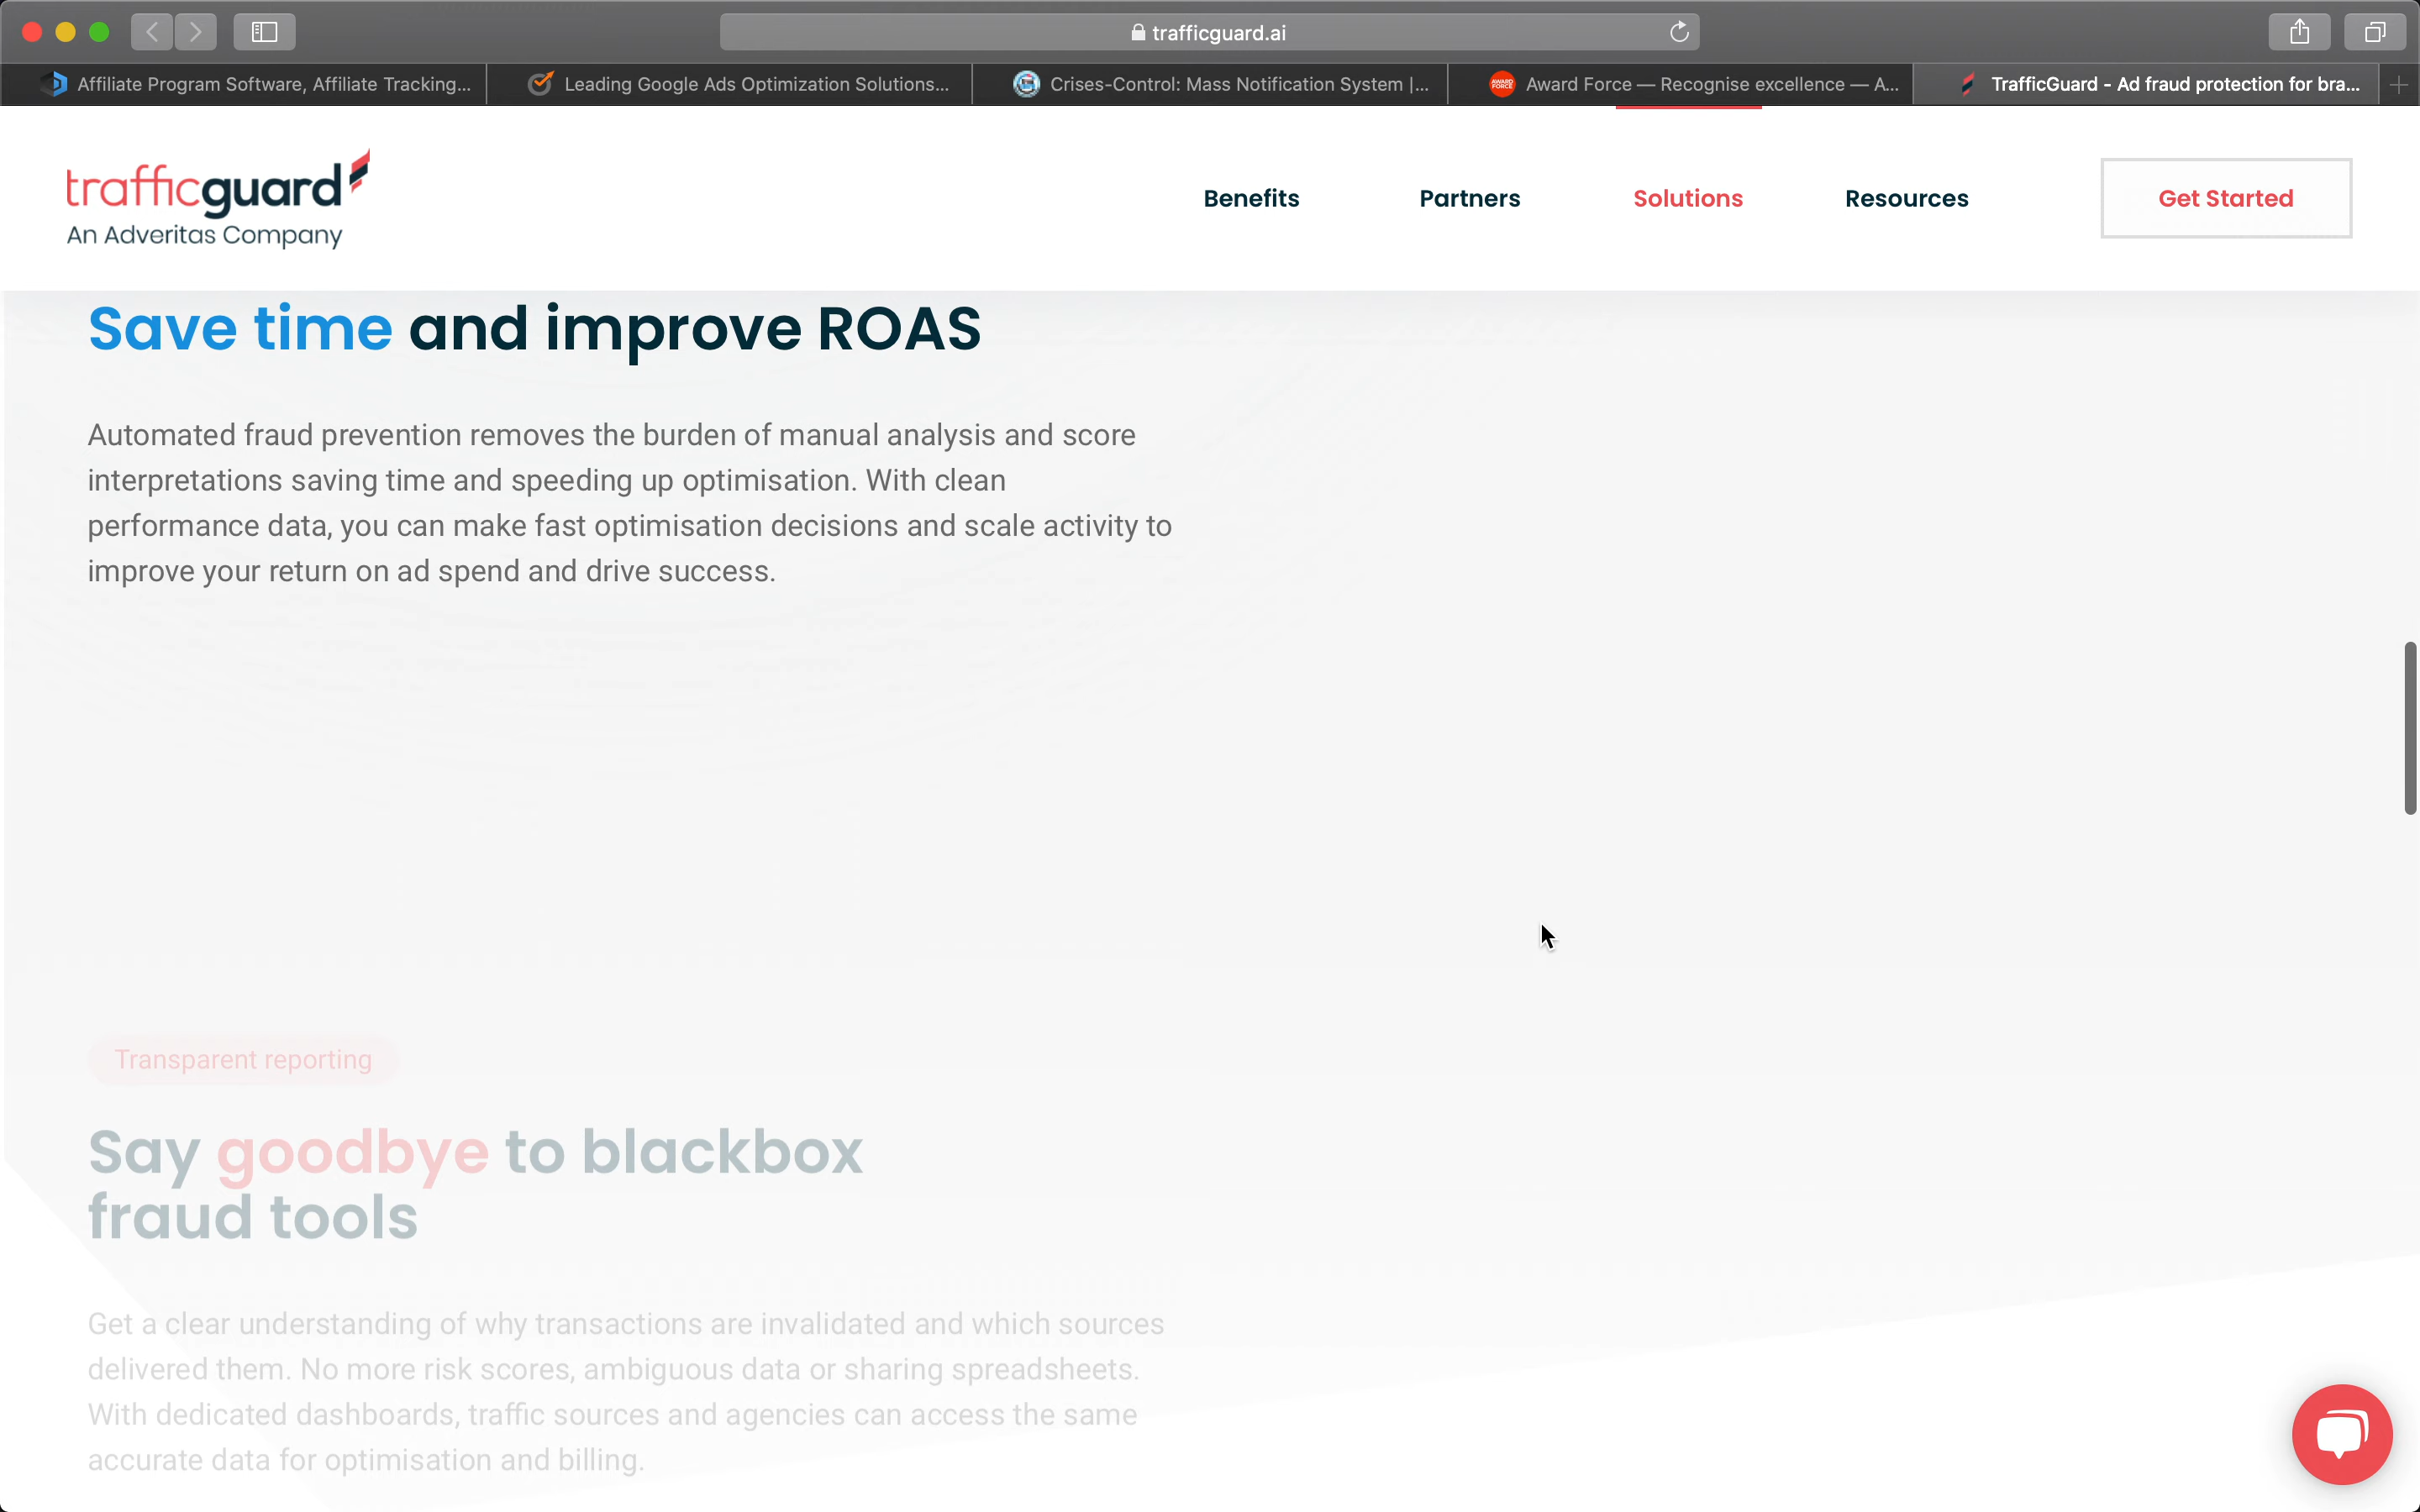 trafficguard.ai
Affiliate Program Software, Affiliate Tracking...
Leading Google Ads Optimization Solutions...
Crises-Control: Mass Notification System |...
AWARD FORCE
Award Force — Recognise excellence — A...
TrafficGuard - Ad fraud protection for bra...
trafficguard
An Adveritas Company
Benefits
Partners
Solutions
Resources
Get Started
Save time and improve ROAS
Automated fraud prevention removes the burden of manual analysis and score
interpretations saving time and speeding up optimisation. With clean
performance data, you can make fast optimisation decisions and scale activity to
improve your return on ad spend and drive success.
Transparent reporting
Say goodbye to blackbox
fraud tools
Get a clear understanding of why transactions are invalidated and which sources
delivered them. No more risk scores, ambiguous data or sharing spreadsheets.
With dedicated dashboards, traffic sources and agencies can access the same
accurate data for optimisation and billing.